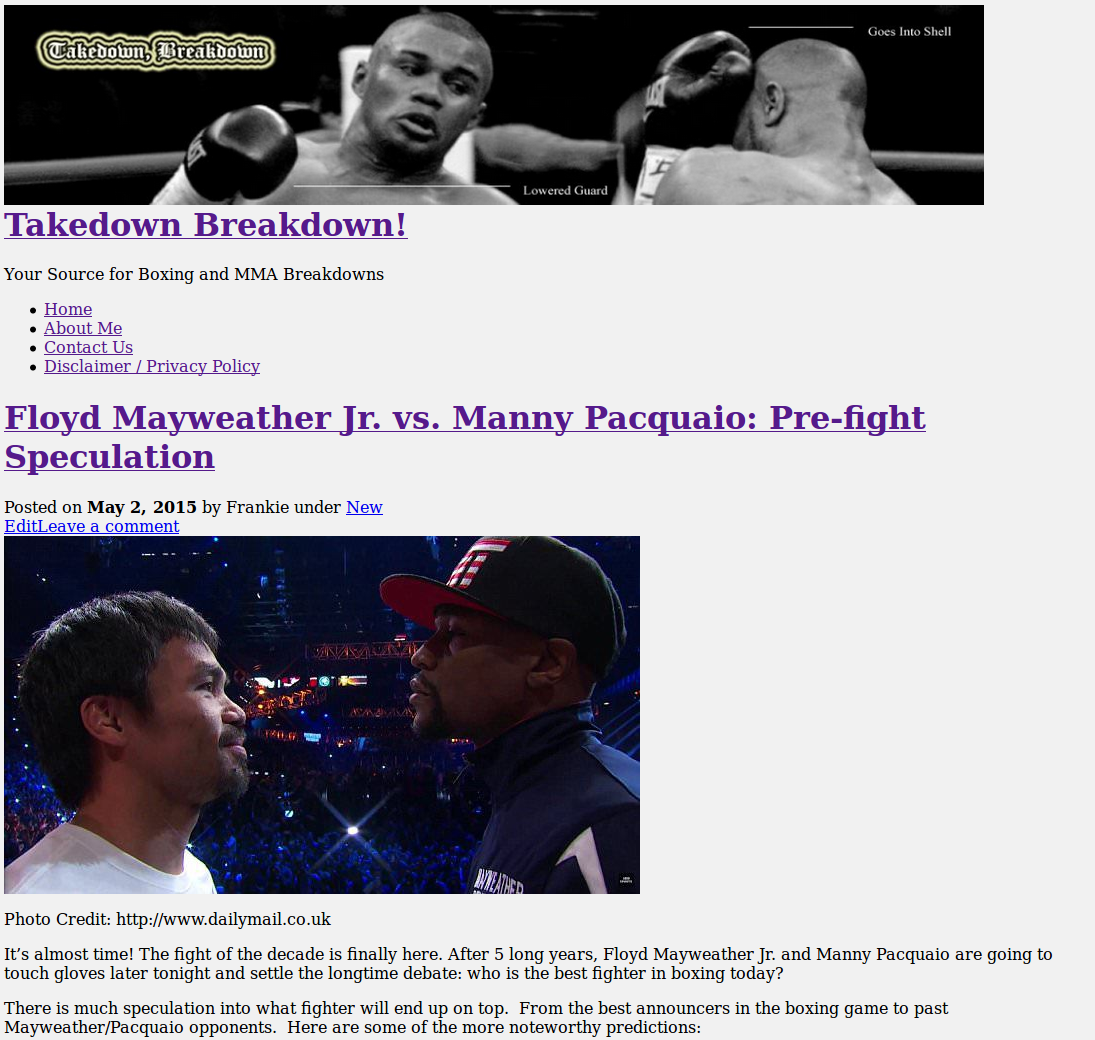 Takedown, Breakdown
Goes Into Shell
Lowered Guard
Takedown Breakdown!
Your Source for Boxing and MMA Breakdowns
Home
About Me
Contact Us
Disclaimer / Privacy Policy
Floyd Mayweather Jr. vs. Manny Pacquaio: Pre-fight
Speculation
Posted on May 2, 2015 by Frankie under New
EditLeave a comment
MAYWEATHER
Photo Credit: http://www.dailymail.co.uk
It’s almost time! The fight of the decade is finally here. After 5 long years, Floyd Mayweather Jr. and Manny Pacquaio are going to
touch gloves later tonight and settle the longtime debate: who is the best fighter in boxing today?
There is much speculation into what fighter will end up on top.  From the best announcers in the boxing game to past
Mayweather/Pacquaio opponents.  Here are some of the more noteworthy predictions: